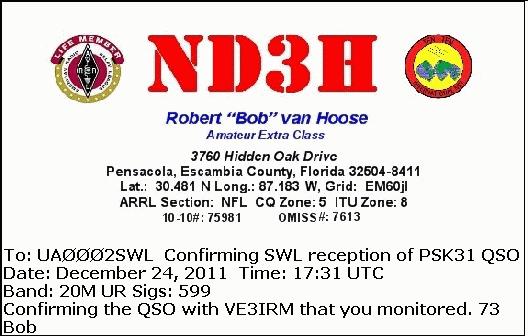 LIFE MEMBER
ND3H
Robert “Bob” van Hoose
Amateur Extra Class
3760 Hidden Oak Drive
Pensacola, Escambia County, Florida 32504-8411
Lat.: 30.481 N Long.: 87.183 W, Grid: EM60jl
ARRL Section: NFL CQ Zone: 5 ITU Zone: 8
10-10#: 75981 OMISS#: 7613
To: UAØØØ2SWL Confirming SWL reception of PSK31 QSO
Date: December 24, 2011 Time: 17:31 UTC
Band: 20M UR Sigs: 599
Confirming the QSO with VE3IRM that you monitored. 73
Bob